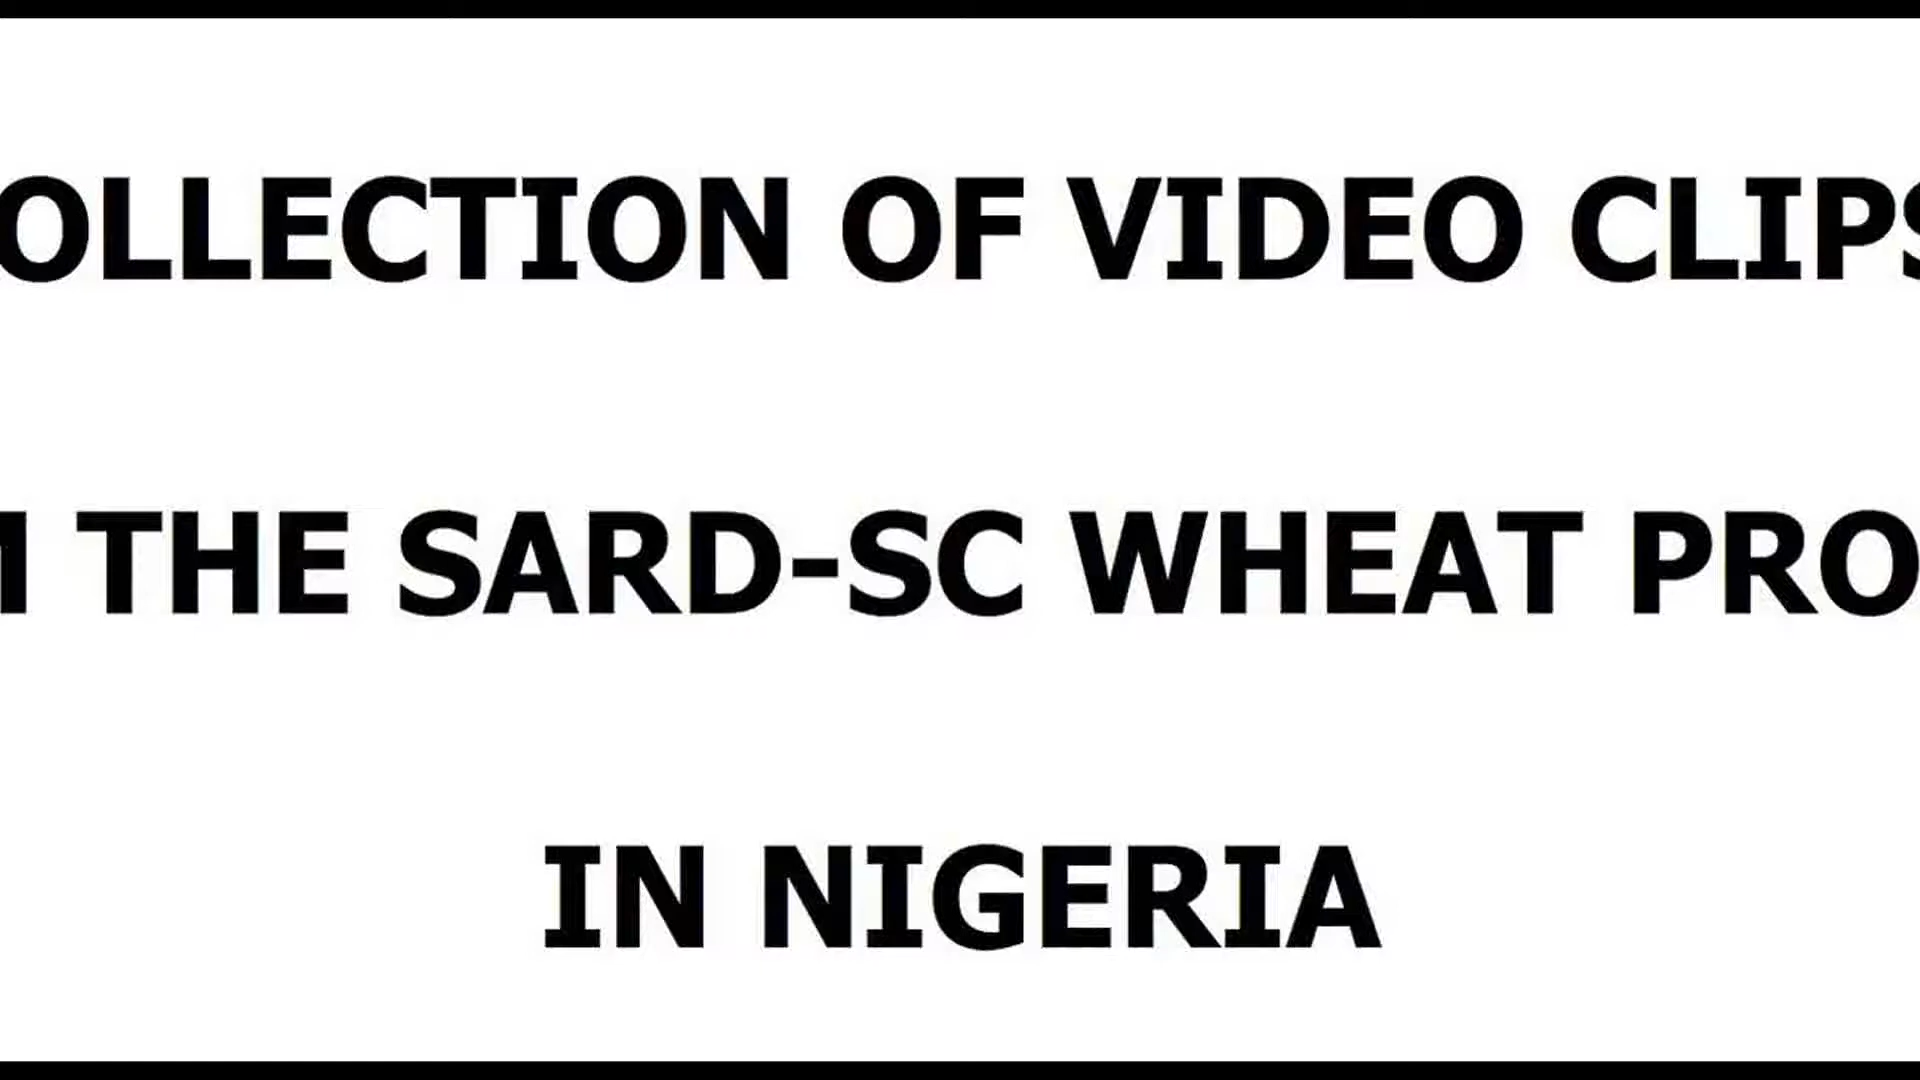 OLLECTION OF VIDEO CLIPS
M THE SARD-SC WHEAT PRO
IN NIGERIA